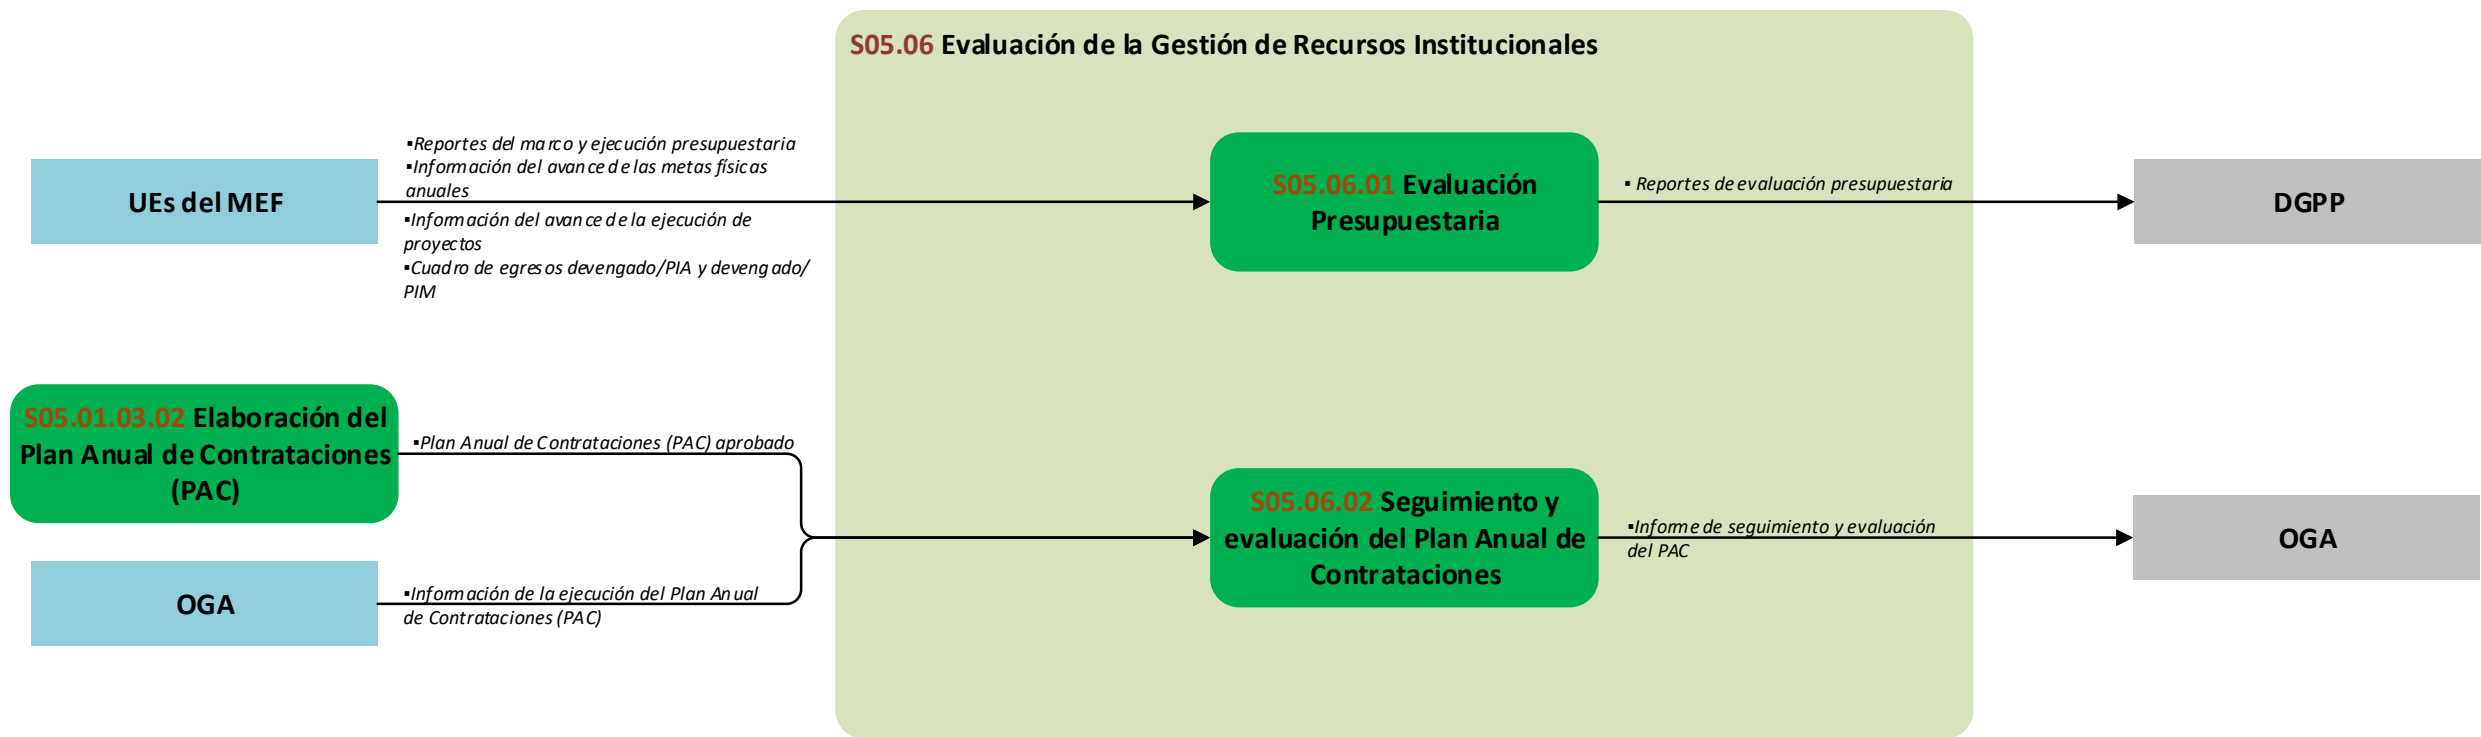 S05.06 Evaluación de la Gestión de Recursos Institucionales
▪Reportes del marco y ejecución presupuestaria
▪Información del avance de las metas físicas
anuales
▪Información del avance de la ejecución de
proyectos
▪Cuadro de egresos devengado/PIA y devengado/
PIM
UEs del MEF
S05.06.01 Evaluación
Presupuestaria
▪ Reportes de evaluación presupuestaria
DGPP
S05.01.03.02 Elaboración del
Plan Anual de Contrataciones
(PAC)
▪Plan Anual de Contrataciones (PAC) aprobado
OGA
▪Información de la ejecución del Plan Anual
de Contrataciones (PAC)
S05.06.02 Seguimiento y
evaluación del Plan Anual de
Contrataciones
▪Informe de seguimiento y evaluación
del PAC
OGA